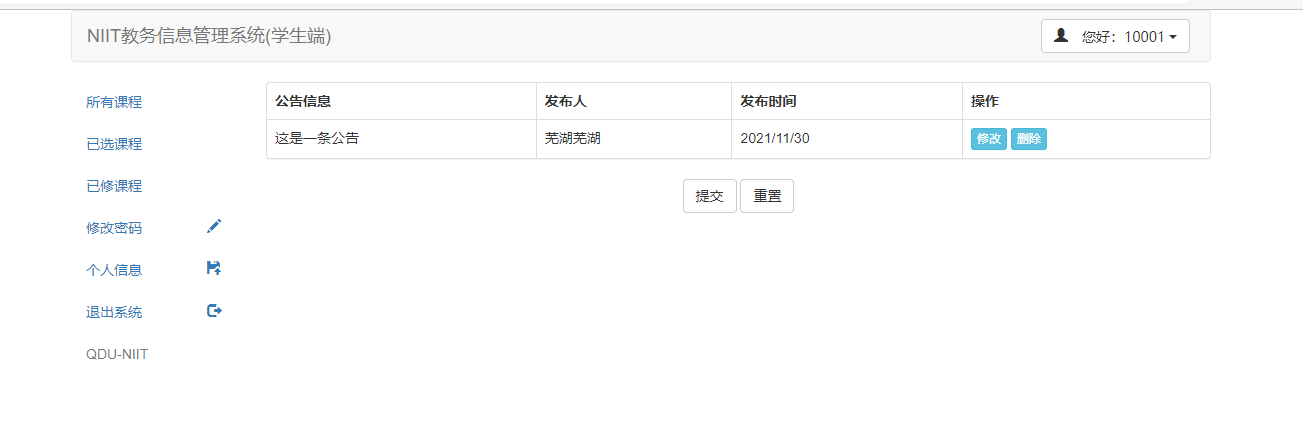 NIIT教务信息管理系统(学生端)
您好：10001
所有课程
已选课程
已修课程
修改密码
个人信息
退出系统
QDU-NIIT
公告信息 发布人 发布时间 操作
这是一条公告 芜湖芜湖 2021/11/30 修改 删除
提交 重置